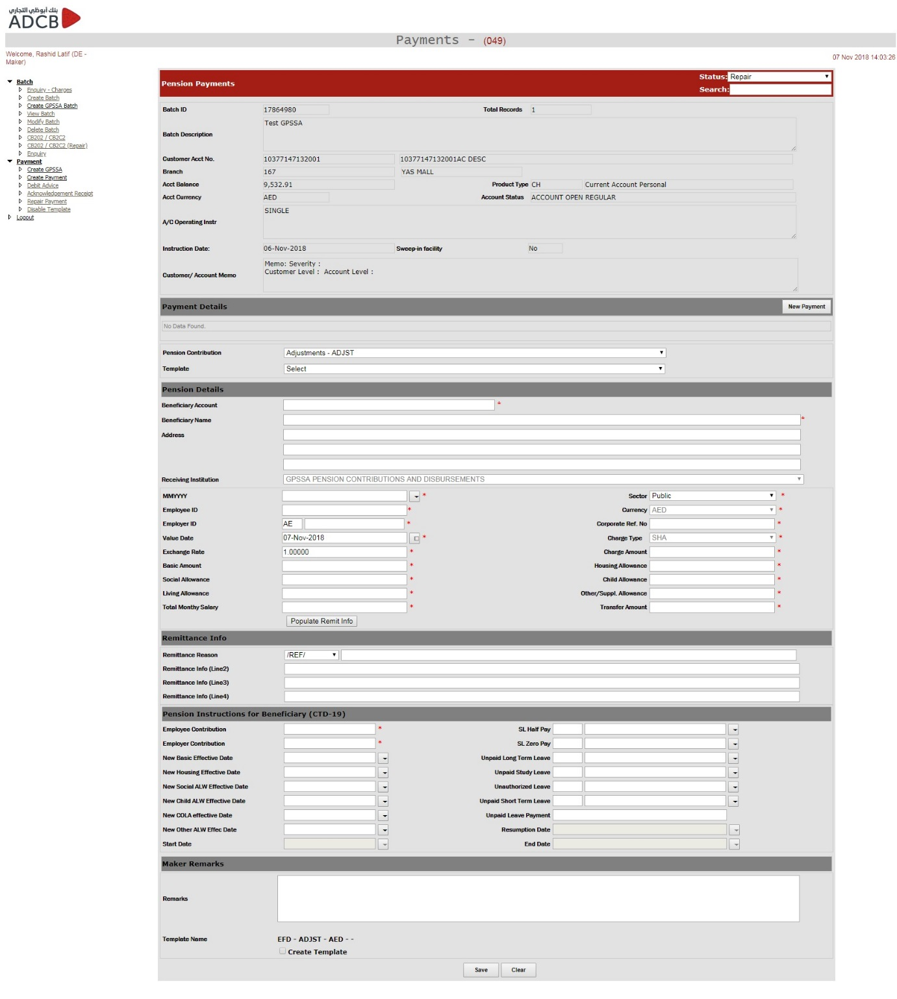 بنك أبوظبي التجاري
ADCB
Payments - (049)
Welcome, Rashid Latif (DE - Maker)
07 Nov 2018 14:03:26
Batch
Enquiry - Charges
Create Batch
Create GPSSA Batch
View Batch
Modify Batch
Delete Batch
CB202 / CB2C2
CB202 / CB2C2 (Repair)
Enquiry
Payment
Create GPSSA
Create Payment
Debit Advice
Acknowledgement Receipt
Repair Payment
Disable Template
Logout
Pension Payments
Status: Repair
Search:
Batch ID 17864980 Total Records 1
Batch Description Test GPSSA
Customer Acct No. 10377147132001 10377147132001AC DESC
Branch 167 YAS MALL
Acct Balance 9,532.91 Product Type CH Current Account Personal
Acct Currency AED Account Status ACCOUNT OPEN REGULAR
A/C Operating Instr SINGLE
Instruction Date: 06-Nov-2018 Sweep-in facility No
Customer/ Account Memo Memo: Severity :
Customer Level : Account Level :
Payment Details New Payment
No Data Found.
Pension Contribution Adjustments - ADJST
Template Select
Pension Details
Beneficiary Account *
Beneficiary Name *
Address
Receiving Institution GPSSA PENSION CONTRIBUTIONS AND DISBURSEMENTS
MMYYYY * Sector Public *
Employee ID * Currency AED *
Employer ID AE * Corporate Ref. No *
Value Date 07-Nov-2018 * Charge Type SHA *
Exchange Rate 1.00000 * Charge Amount *
Basic Amount * Housing Allowance *
Social Allowance * Child Allowance *
Living Allowance * Other/Suppl. Allowance *
Total Monthy Salary * Transfer Amount *
Populate Remit Info
Remittance Info
Remittance Reason /REF/
Remittance Info (Line2)
Remittance Info (Line3)
Remittance Info (Line4)
Pension Instructions for Beneficiary (CTD-19)
Employee Contribution * SL Half Pay
Employer Contribution * SL Zero Pay
New Basic Effective Date Unpaid Long Term Leave
New Housing Effective Date Unpaid Study Leave
New Social ALW Effective Date Unauthorized Leave
New Child ALW Effective Date Unpaid Short Term Leave
New COLA effective Date Unpaid Leave Payment
New Other ALW Effec Date Resumption Date
Start Date End Date
Maker Remarks
Remarks
Template Name EFD - ADJST - AED - -
Create Template
Save Clear